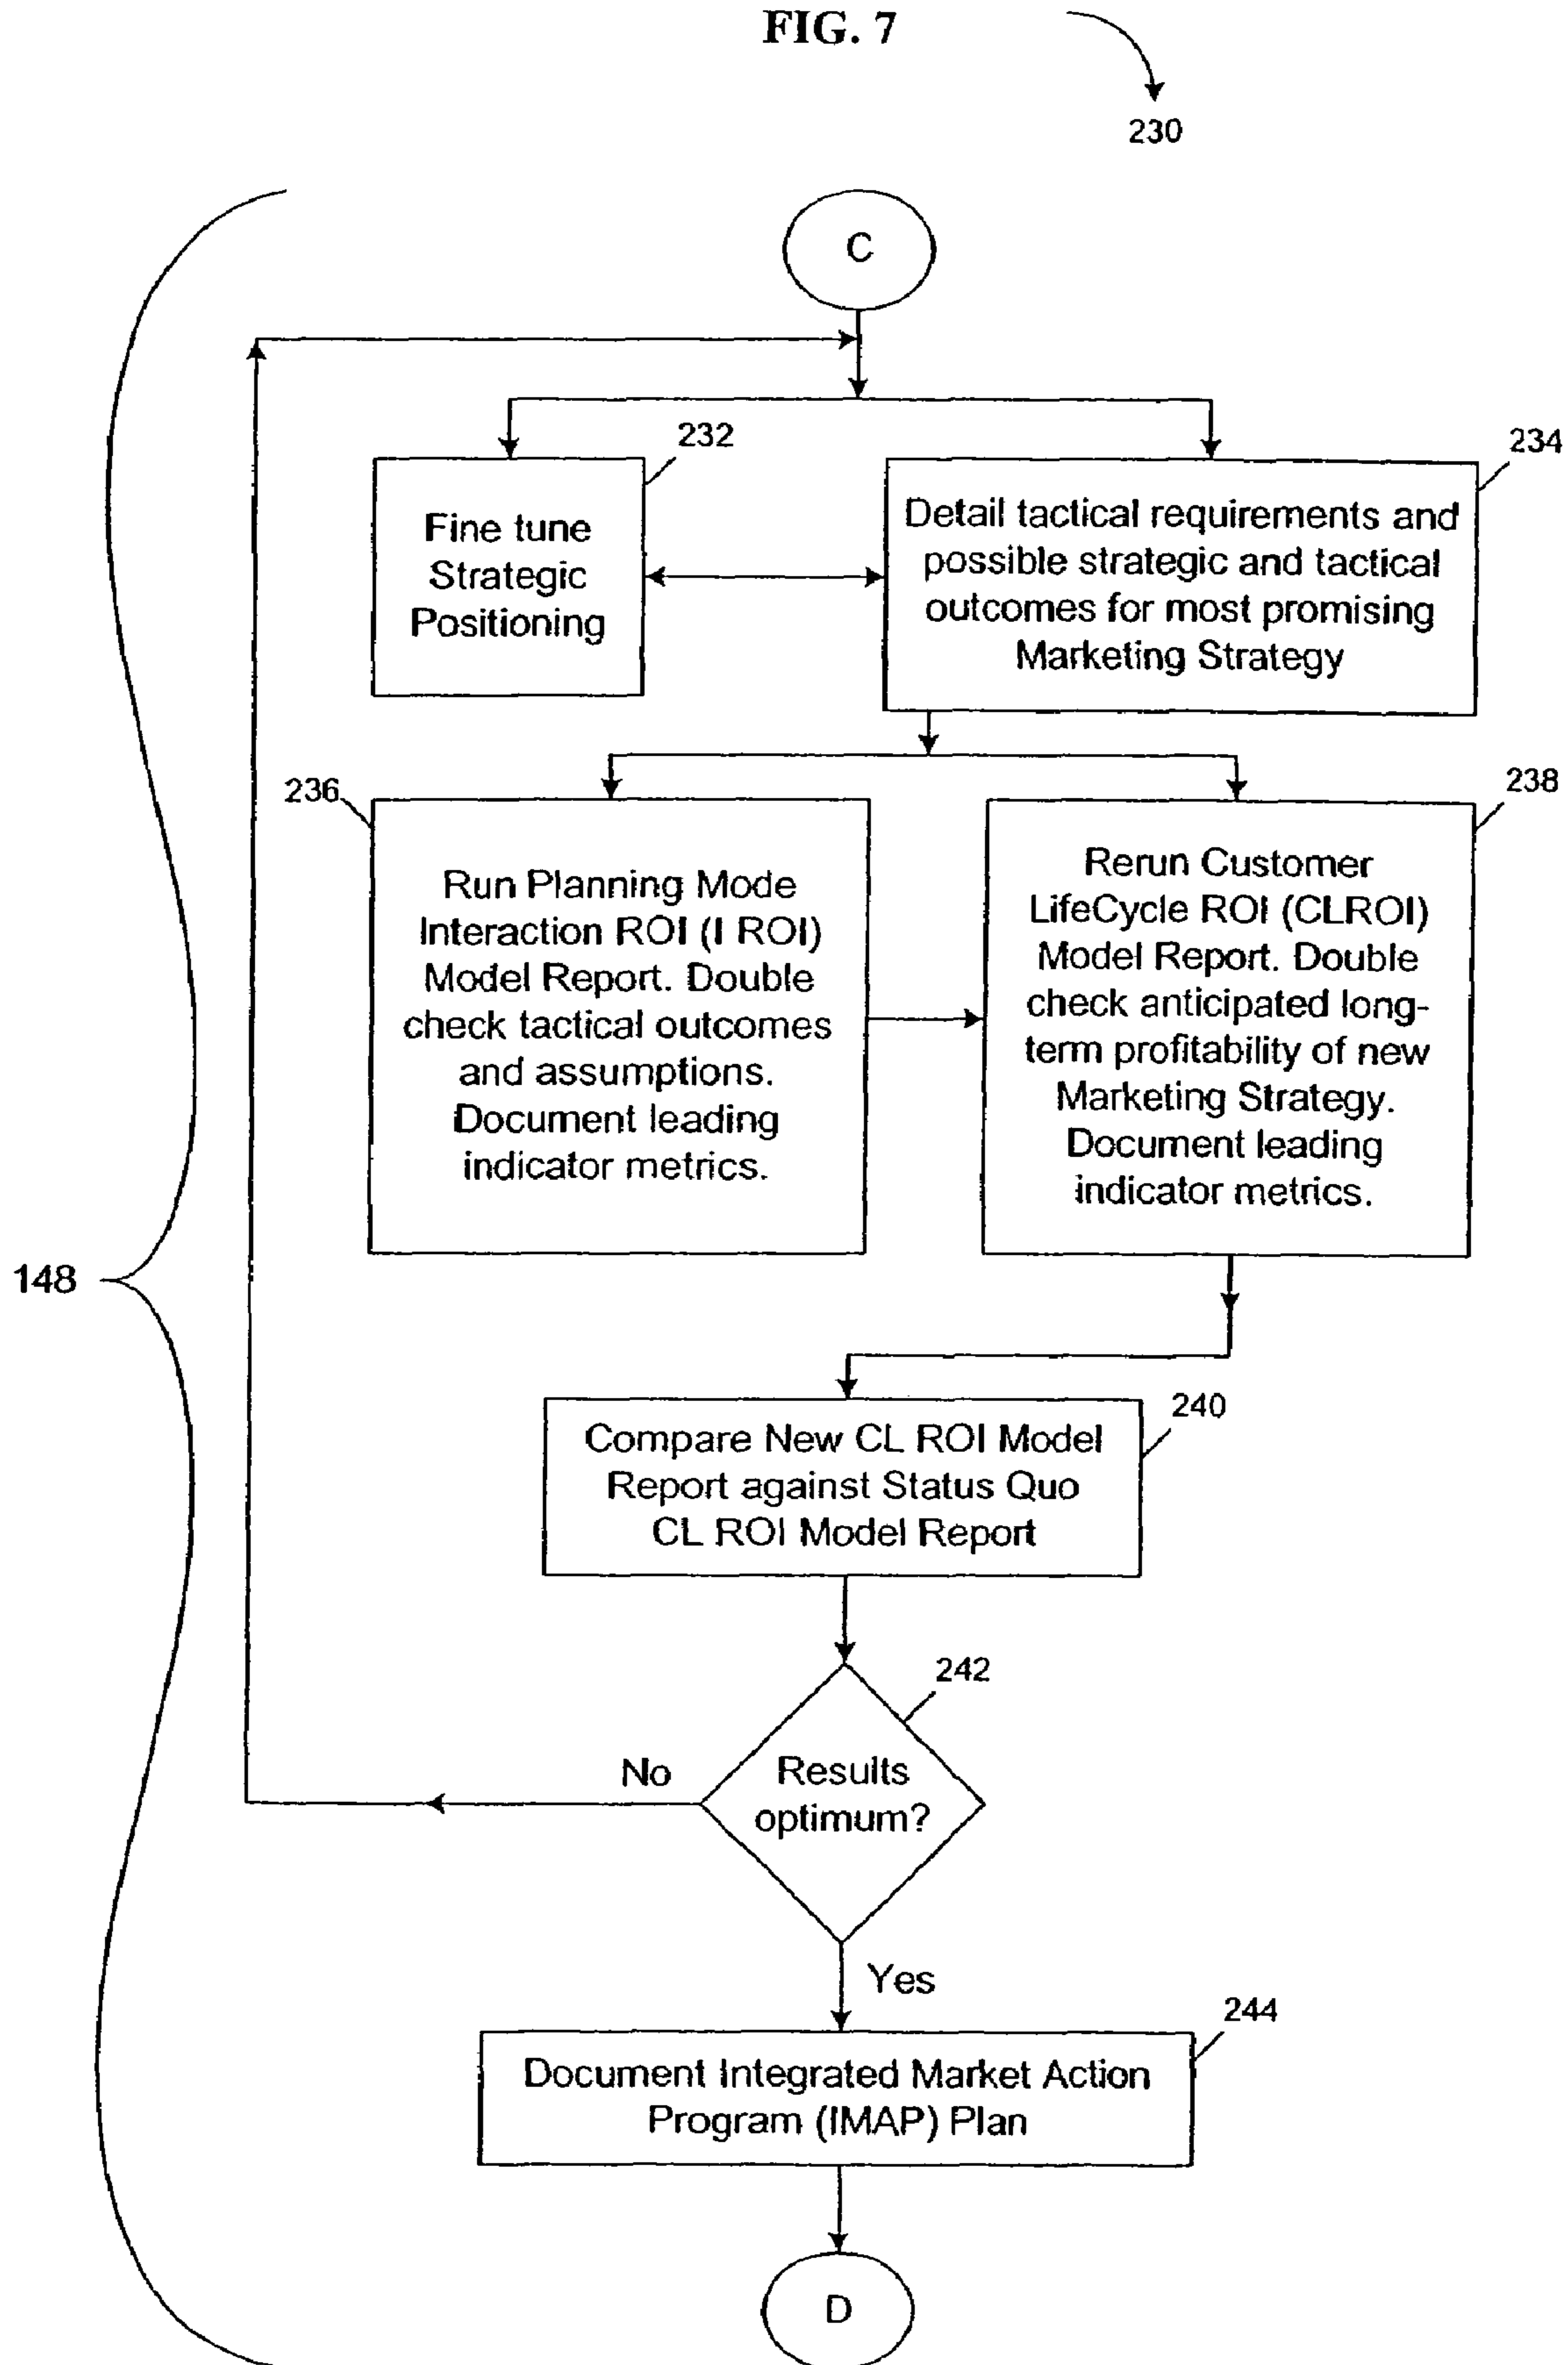 FIG. 7
230
C
232
234
Fine tune
Strategic
Positioning
Detail tactical requirements and
possible strategic and tactical
outcomes for most promising
Marketing Strategy
236
238
Run Planning Mode
Interaction ROI (I ROI)
Model Report. Double
check tactical outcomes
and assumptions.
Document leading
indicator metrics.
Rerun Customer
LifeCycle ROI (CLROI)
Model Report. Double
check anticipated long-
term profitability of new
Marketing Strategy.
Document leading
indicator metrics.
148
240
Compare New CL ROI Model
Report against Status Quo
CL ROI Model Report
242
No
Results
optimum?
Yes
244
Document Integrated Market Action
Program (IMAP) Plan
D